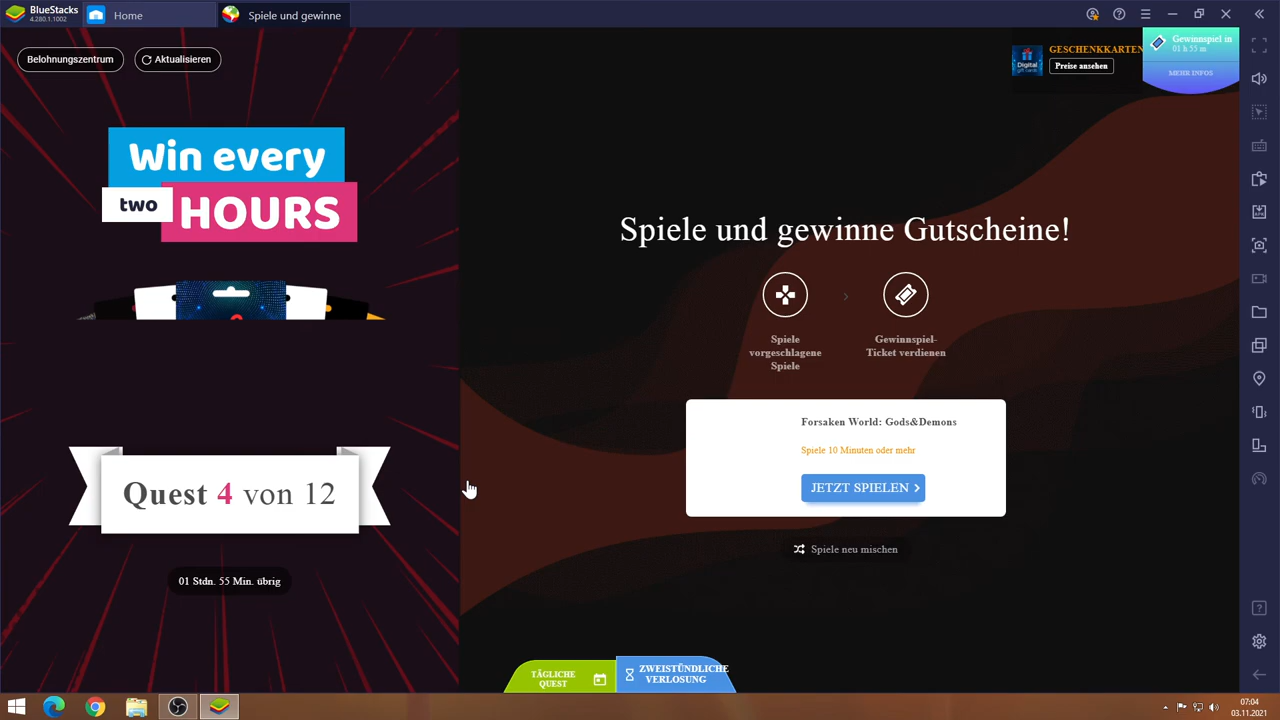 BlueStacks
4.280.1.1002
Home
Spiele und gewinne
Belohnungszentrum
Aktualisieren
Win every
two
HOURS
Quest 4 von 12
01 Stdn. 55 Min. übrig
Digital
gift cards
GESCHENKKARTEN
Preise ansehen
Gewinnspiel in
01 h 55 m
MEHR INFOS
Spiele und gewinne Gutscheine!
Spiele
vorgeschlagene
Spiele
Gewinnspiel-
Ticket verdienen
Forsaken World: Gods&Demons
Spiele 10 Minuten oder mehr
JETZT SPIELEN
Spiele neu mischen
TÄGLICHE
QUEST
ZWEISTÜNDLICHE
VERLOSUNG
07:04
03.11.2021